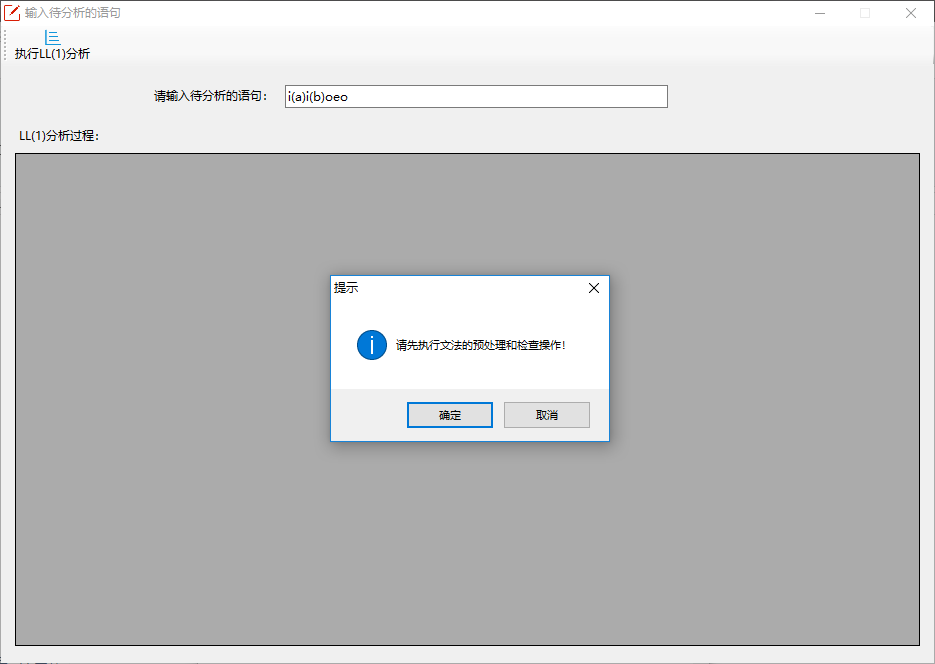 输入待分析的语句
执行LL(1)分析
请输入待分析的语句： i(a)i(b)oeo
LL(1)分析过程：
提示
请先执行文法的预处理和检查操作！
确定 取消